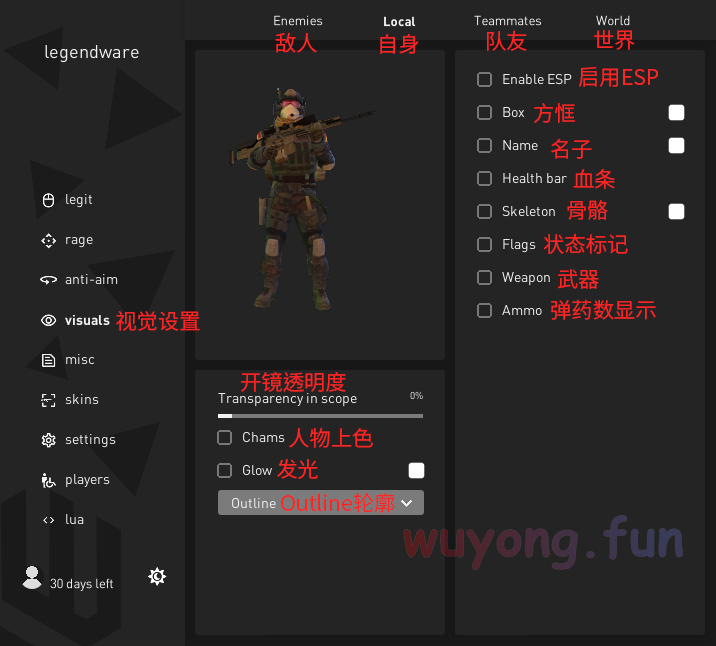 legendware
legit
rage
anti-aim
visuals 视觉设置
misc
skins
settings
players
lua
30 days left
Enemies Local Teammates World
敌人 自身 队友 世界
开镜透明度
Transparency in scope 0%
Chams 人物上色
Glow 发光
Outline Outline轮廓
Enable ESP 启用ESP
Box 方框
Name 名子
Health bar 血条
Skeleton 骨骼
Flags 状态标记
Weapon 武器
Ammo 弹药数显示
wuyong.fun